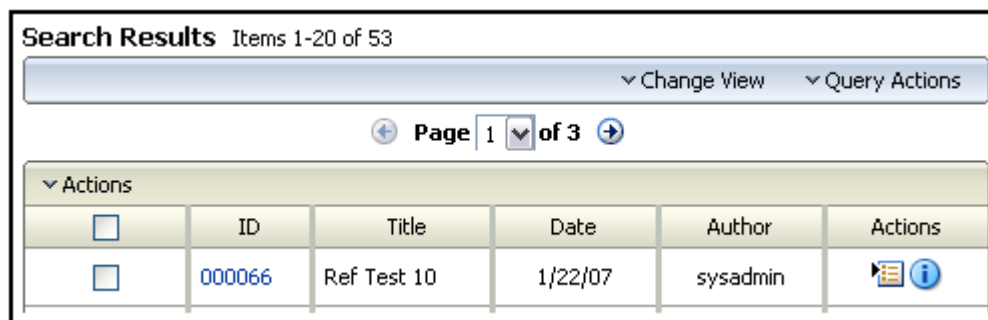 Search Results Items 1-20 of 53
Change View Query Actions
Page 1 of 3
Actions
ID Title Date Author Actions
000066 Ref Test 10 1/22/07 sysadmin